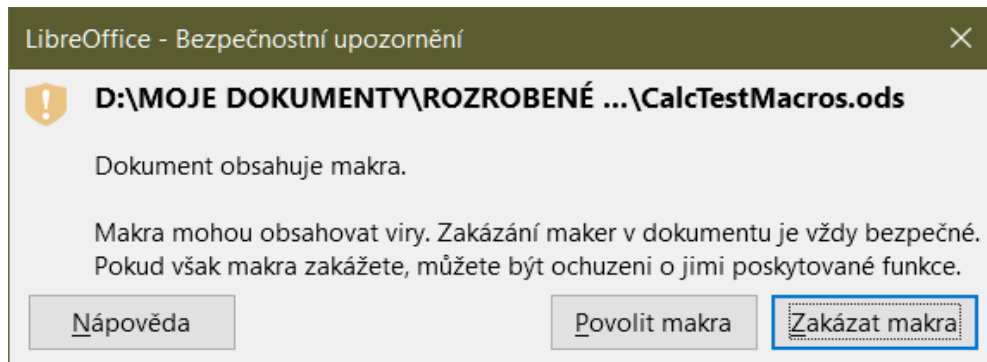 LibreOffice - Bezpečnostní upozornění
D:\MOJE DOKUMENTY\ROZROBENÉ ...\CalcTestMacros.ods
Dokument obsahuje makra.
Makra mohou obsahovat viry. Zakázání maker v dokumentu je vždy bezpečné.
Pokud však makra zakážete, můžete být ochuzeni o jimi poskytované funkce.
Nápověda
Povolit makra
Zakázat makra